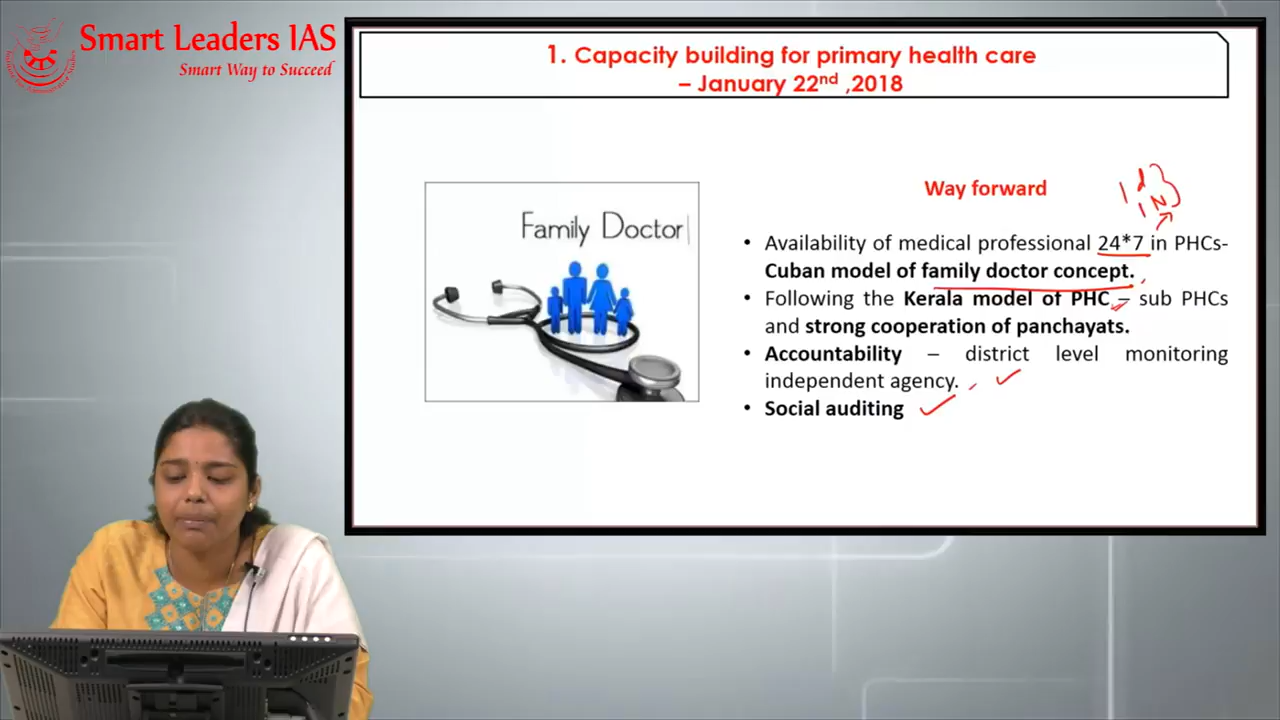 Smart Leaders IAS
Smart Way to Succeed
1. Capacity building for primary health care
– January 22nd ,2018
Family Doctor
Way forward
1 d
1 N
• Availability of medical professional 24*7 in PHCs-
Cuban model of family doctor concept.
• Following the Kerala model of PHC – sub PHCs
and strong cooperation of panchayats.
• Accountability – district level monitoring
independent agency.
• Social auditing